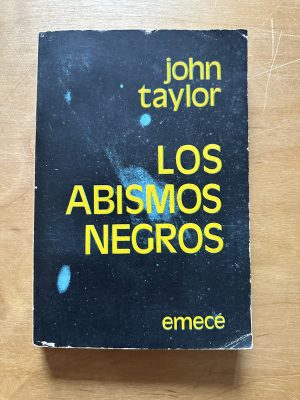 john
taylor
LOS
ABISMOS
NEGROS
emecé